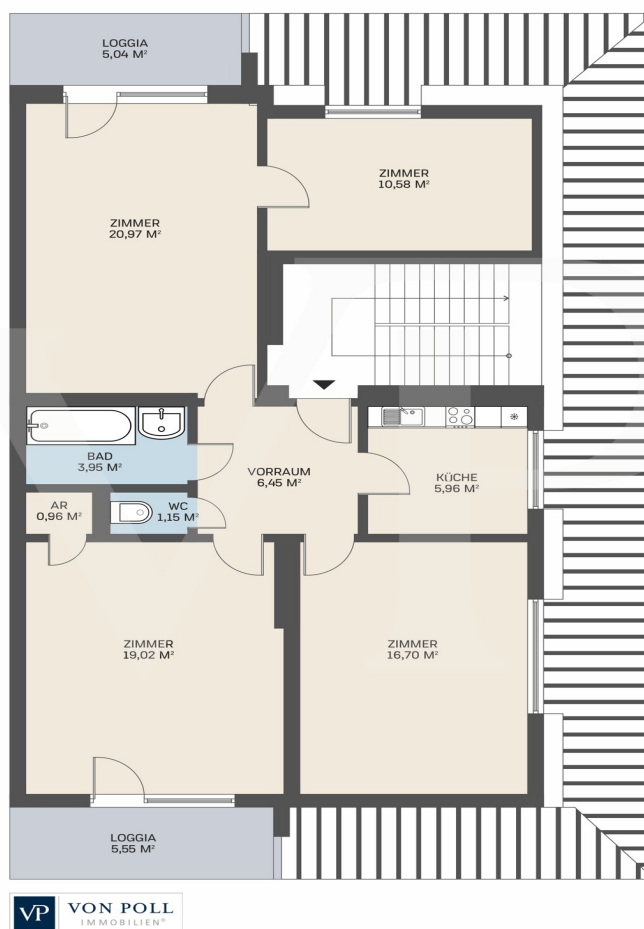 LOGGIA
5,04 M²
ZIMMER
10,58 M²
ZIMMER
20,97 M²
BAD
3,95 M²
VORRAUM
6,45 M²
KÜCHE
5,96 M²
AR
0,96 M²
WC
1,15 M²
ZIMMER
19,02 M²
ZIMMER
16,70 M²
LOGGIA
5,55 M²
VP
VON POLL
IMMOBILIEN®